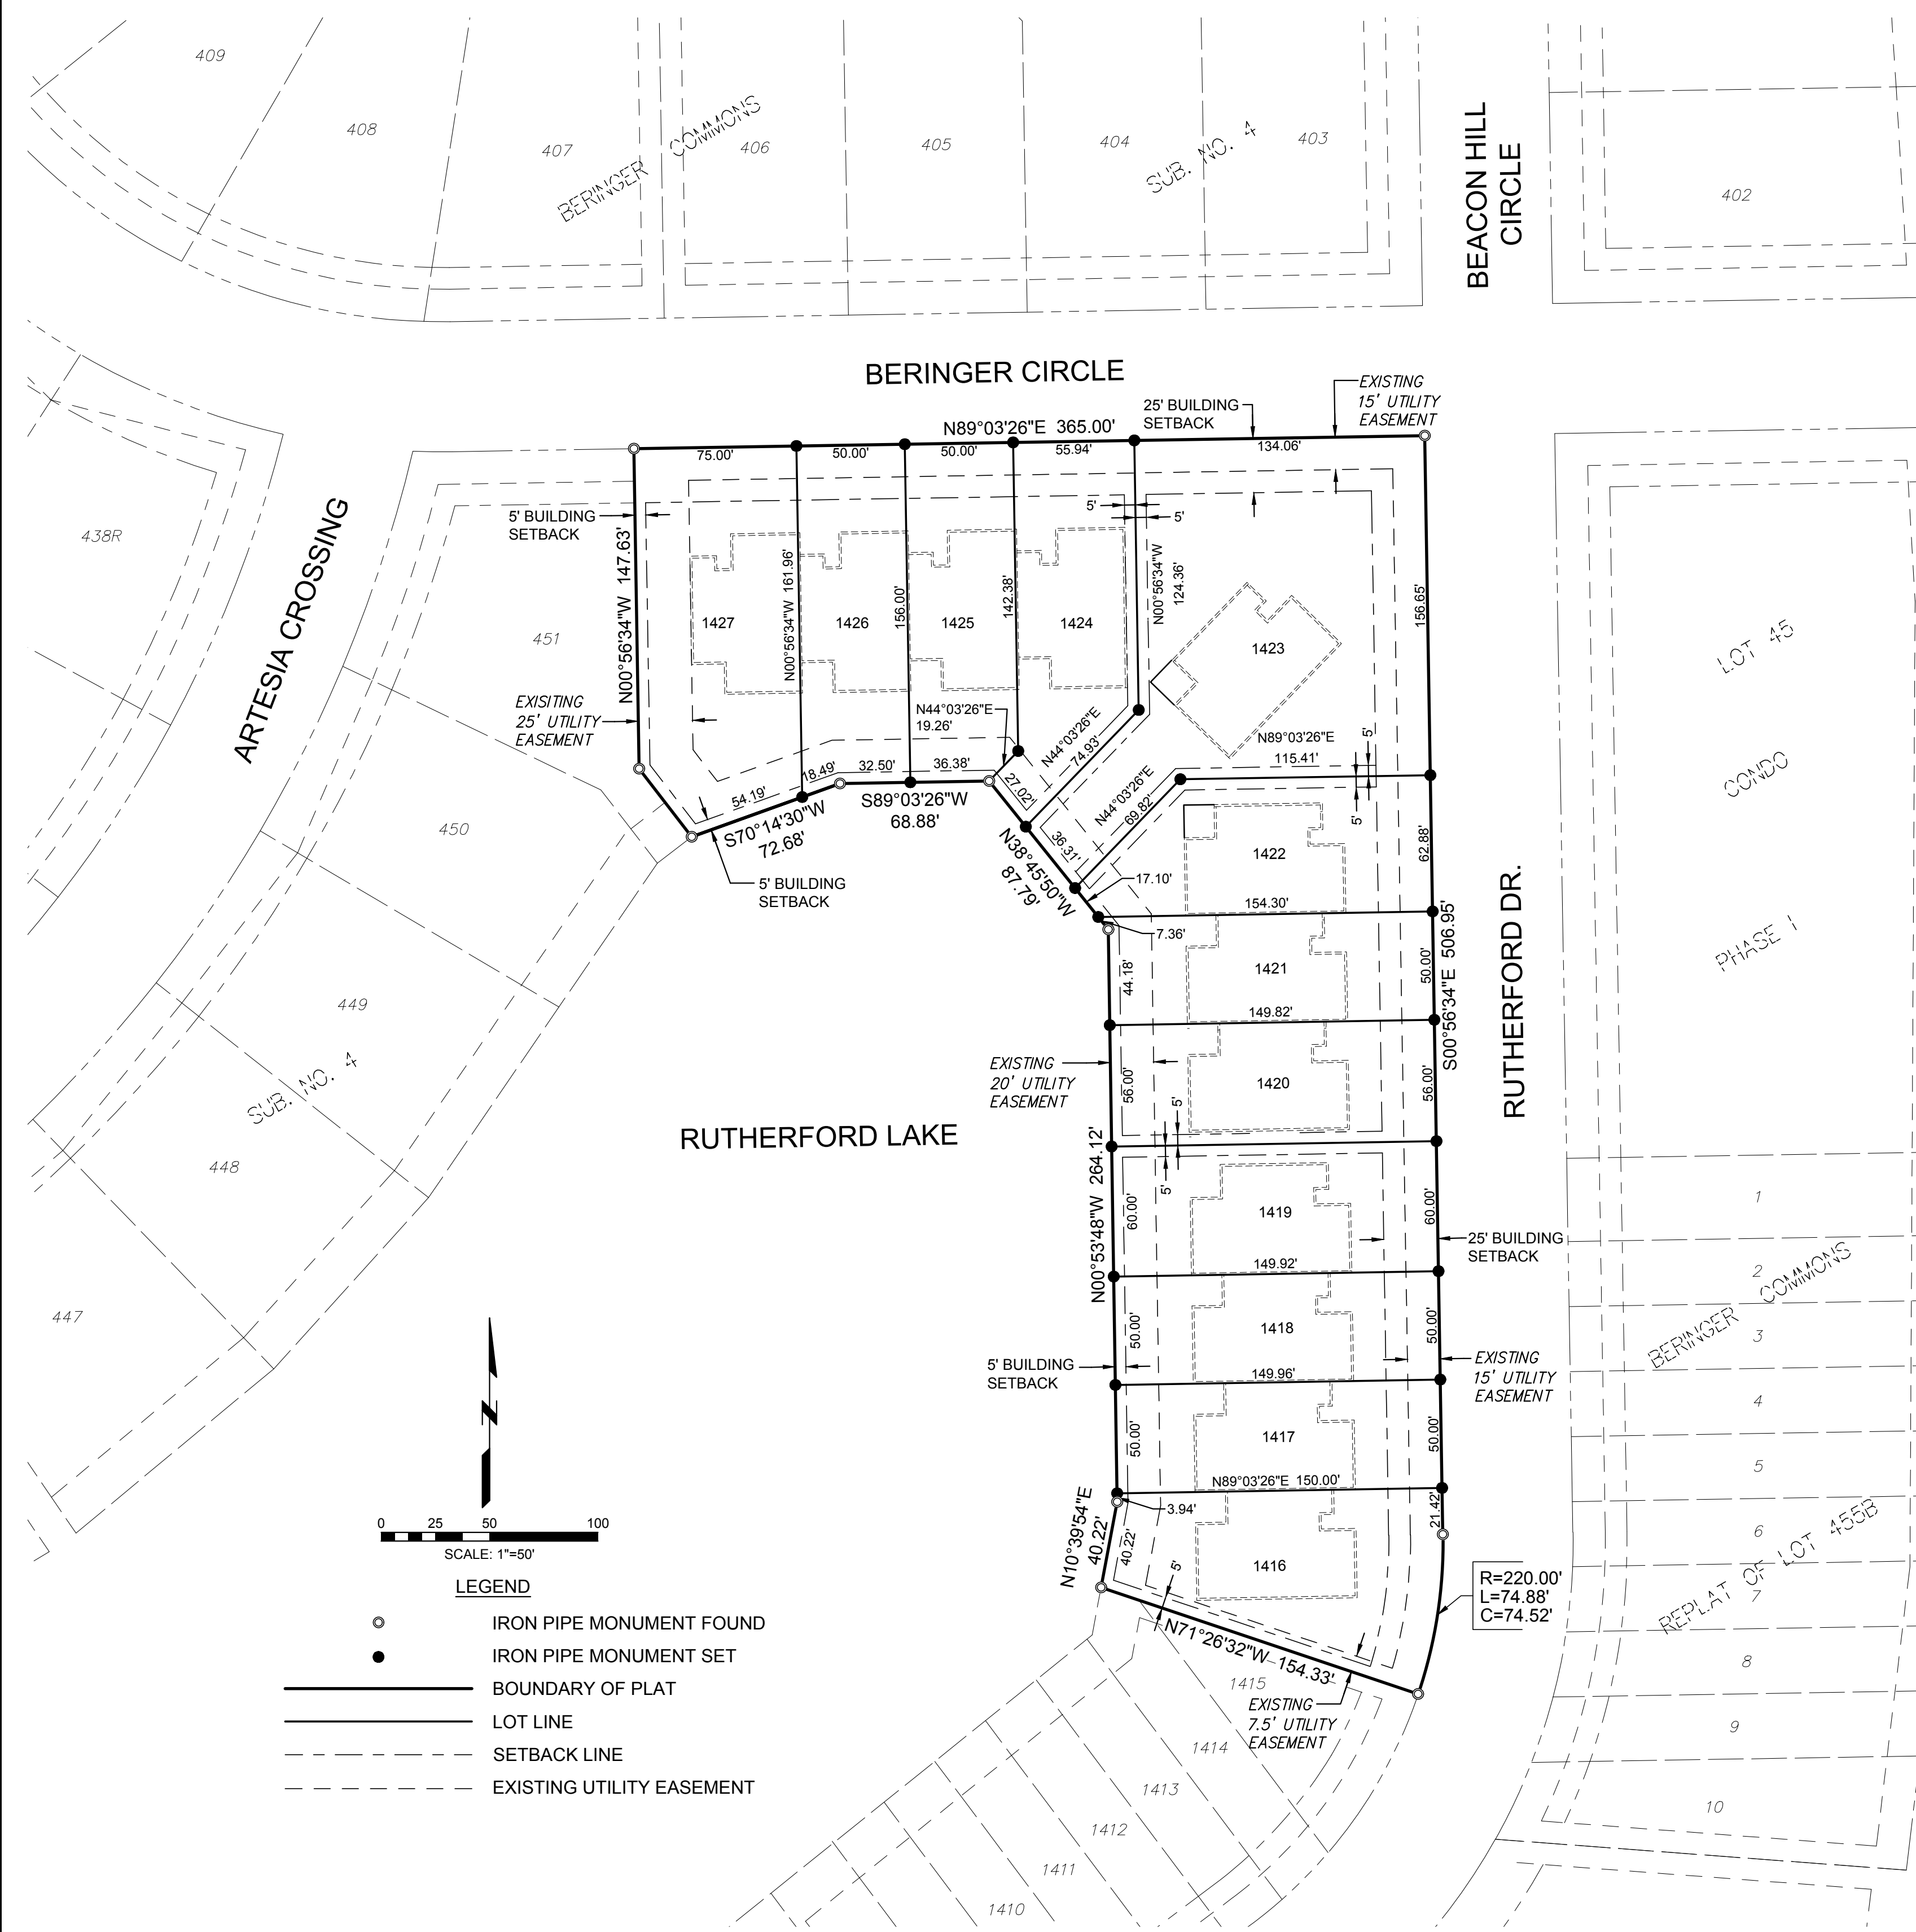 409
408
407
406
405
404
403
402
BERINGER COMMONS
SUB. NO. 4
BEACON HILL
CIRCLE
BERINGER CIRCLE
EXISTING
15' UTILITY
EASEMENT
25' BUILDING
SETBACK
N89°03'26"E 365.00'
75.00'
50.00'
50.00'
55.94'
134.06'
438R
ARTESIA CROSSING
451
450
449
448
447
SUB. NO. 4
5' BUILDING
SETBACK
N00°56'34"W 147.63'
EXISITING
25' UTILITY
EASEMENT
1427
N00°56'34"W 161.96'
1426
156.00'
1425
142.38'
1424
5'
5'
N00°56'34"W
124.36'
1423
156.65'
N44°03'26"E
19.26'
N44°03'26"E
74.93'
N89°03'26"E
115.41'
5'
5'
54.19'
18.49'
32.50'
36.38'
27.02'
S70°14'30"W
72.68'
S89°03'26"W
68.88'
5' BUILDING
SETBACK
N44°03'26"E
69.82'
36.31'
N38°45'50"W
87.79'
17.10'
7.36'
1422
62.88'
154.30'
LOT 45
CONDO
PHASE I
RUTHERFORD DR.
S00°56'34"E 506.95'
44.18'
1421
50.00'
149.82'
EXISTING
20' UTILITY
EASEMENT
56.00'
1420
56.00'
5'
5'
RUTHERFORD LAKE
N00°53'48"W 264.12'
60.00'
1419
60.00'
149.92'
25' BUILDING
SETBACK
50.00'
1418
50.00'
149.96'
5' BUILDING
SETBACK
EXISTING
15' UTILITY
EASEMENT
50.00'
1417
50.00'
N89°03'26"E 150.00'
3.94'
21.42'
N10°39'54"E
40.22'
40.22'
1416
5'
R=220.00'
L=74.88'
C=74.52'
N71°26'32"W 154.33'
EXISTING
7.5' UTILITY
EASEMENT
1415
1414
1413
1412
1411
1410
1
2
3
4
5
6
7
8
9
10
BERINGER COMMONS
REPLAT OF LOT 455B
N
0 25 50 100
SCALE: 1"=50'
LEGEND
IRON PIPE MONUMENT FOUND
IRON PIPE MONUMENT SET
BOUNDARY OF PLAT
LOT LINE
SETBACK LINE
EXISTING UTILITY EASEMENT